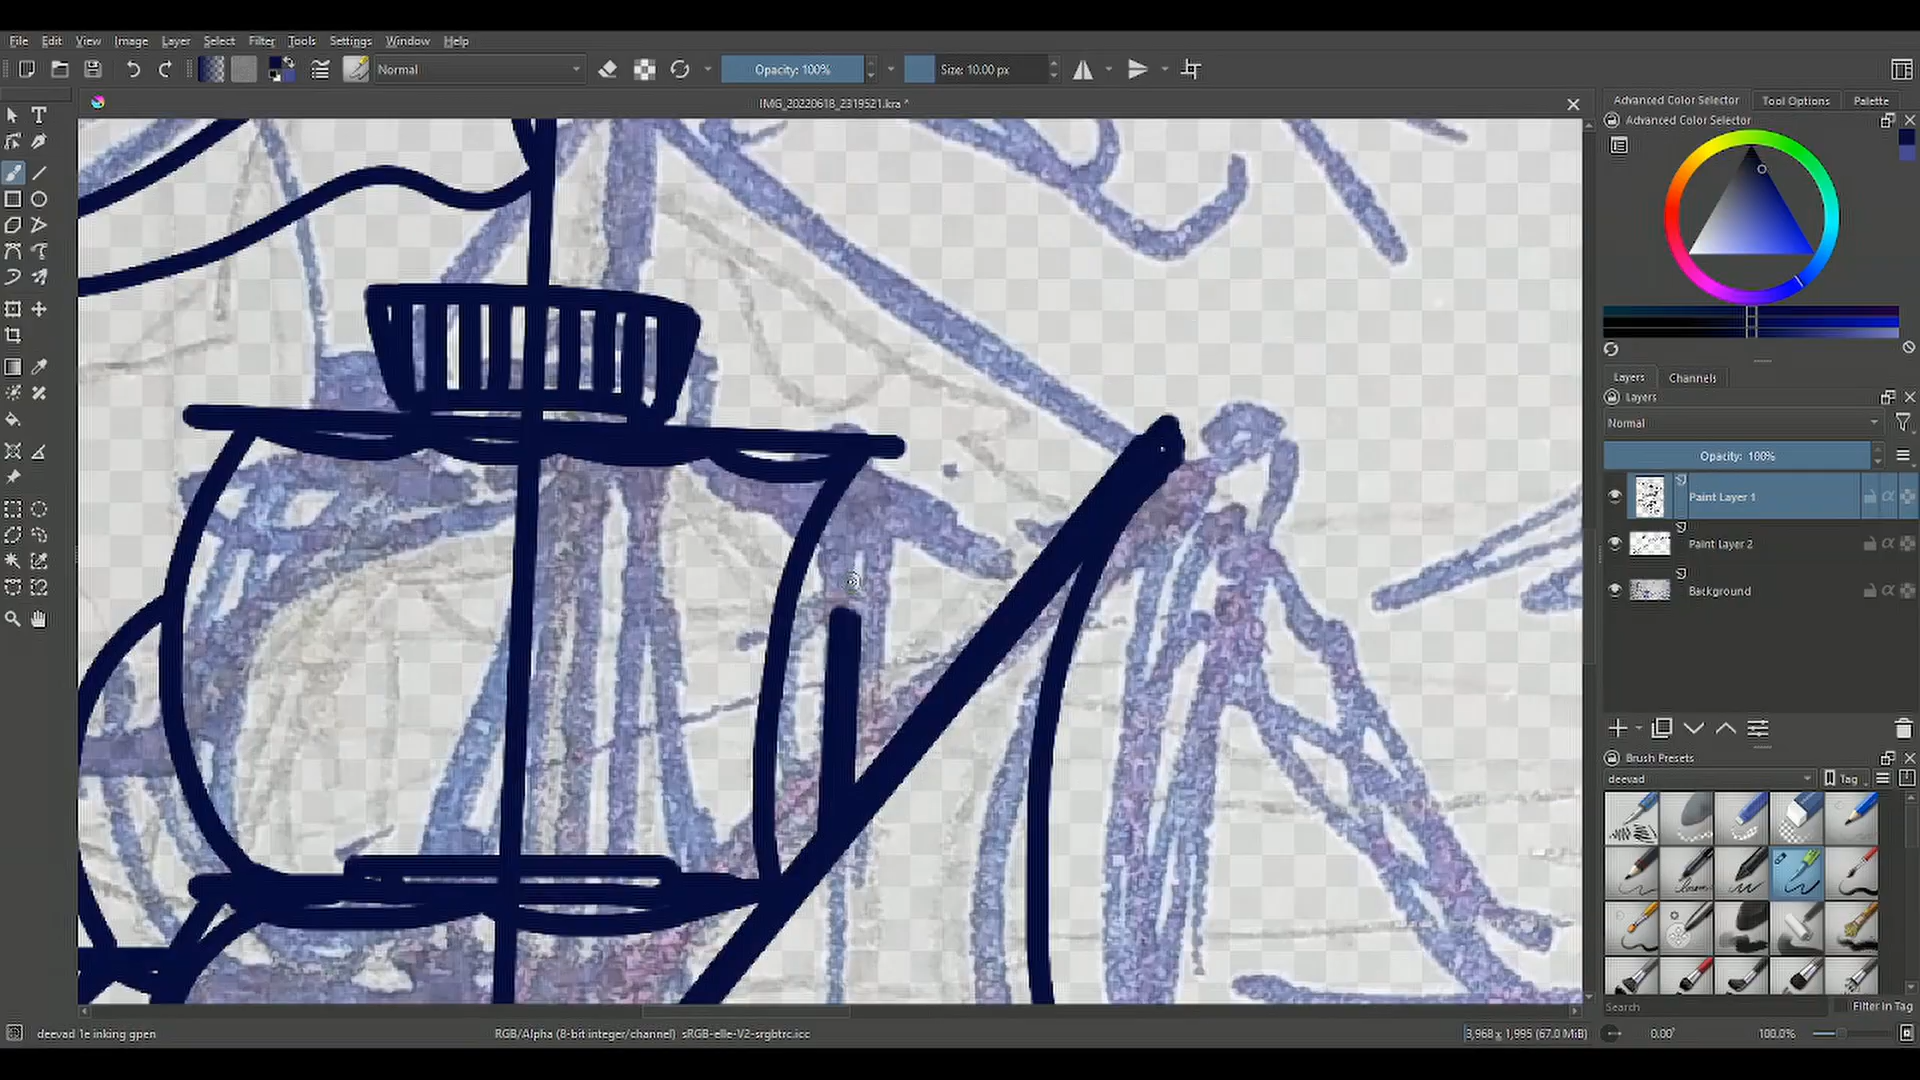 File Edit View Image Layer Select Filter Tools Settings Window Help
Normal
Opacity: 100%
Size: 10.00 px
IMG_20220618_2319521.kra *
Advanced Color Selector
Tool Options
Palette
Advanced Color Selector
Layers
Channels
Layers
Normal
Opacity: 100%
Paint Layer 1
Paint Layer 2
Background
Brush Presets
deevad
Tag
Search
Filter in Tag
deevad 1e inking gpen
RGB/Alpha (8-bit integer/channel) sRGB-elle-V2-srgbtrc.icc
3,968 x 1,995 (67.0 MiB)
0.00°
100.0%